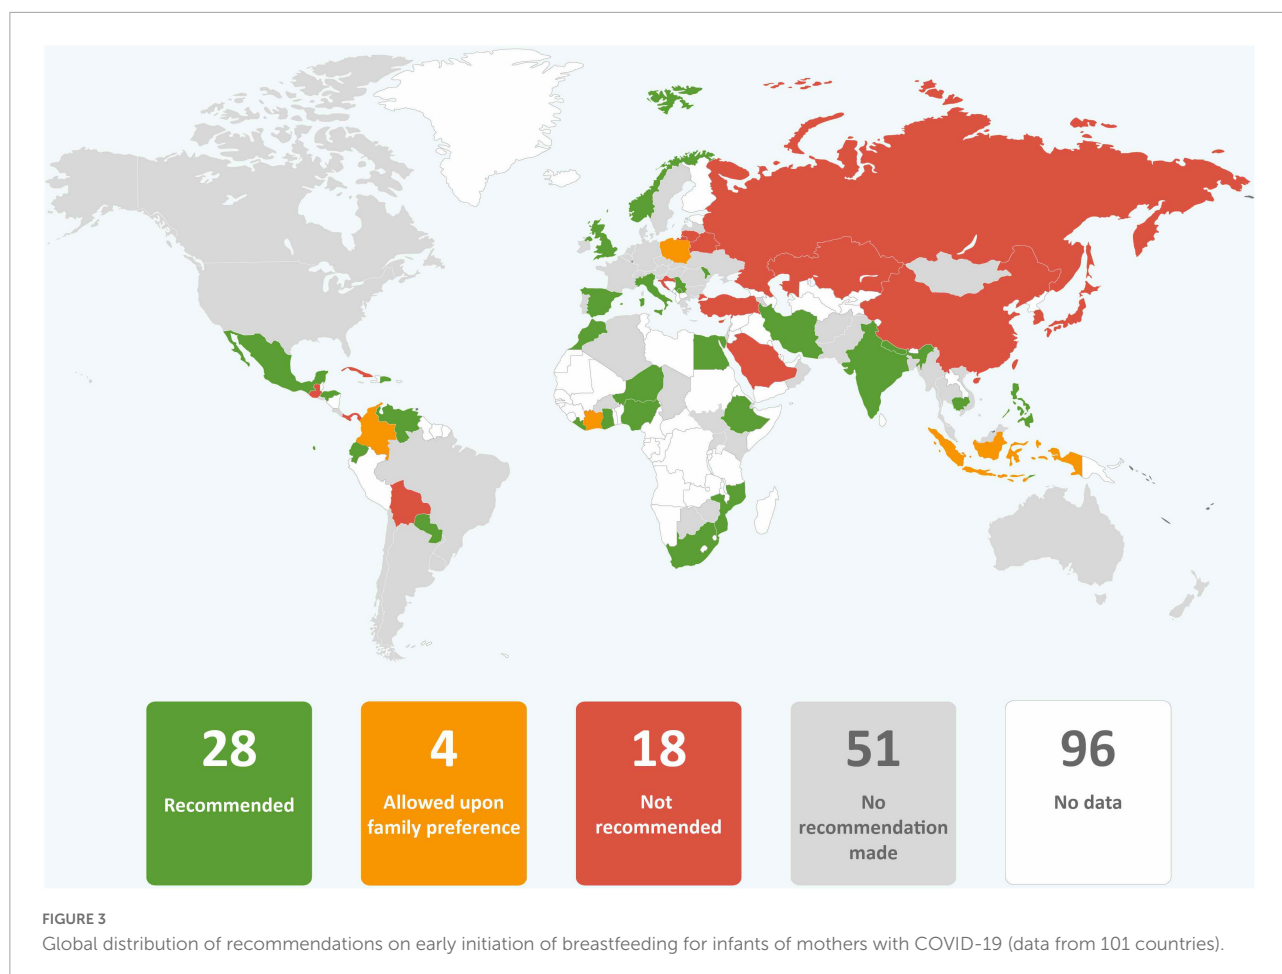 28
Recommended
4
Allowed upon
family preference
18
Not
recommended
51
No
recommendation
made
96
No data
FIGURE 3
Global distribution of recommendations on early initiation of breastfeeding for infants of mothers with COVID-19 (data from 101 countries).